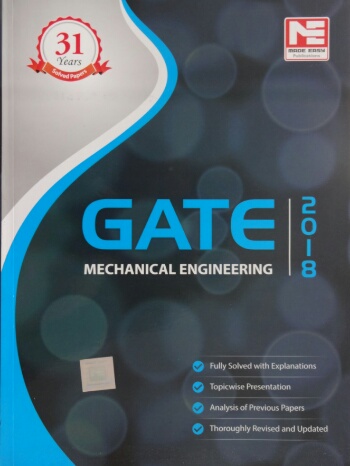 31
Years
Solved Papers
ME
MADE EASY
Publications
GATE
2018
MECHANICAL ENGINEERING
Fully Solved with Explanations
Topicwise Presentation
Analysis of Previous Papers
Thoroughly Revised and Updated